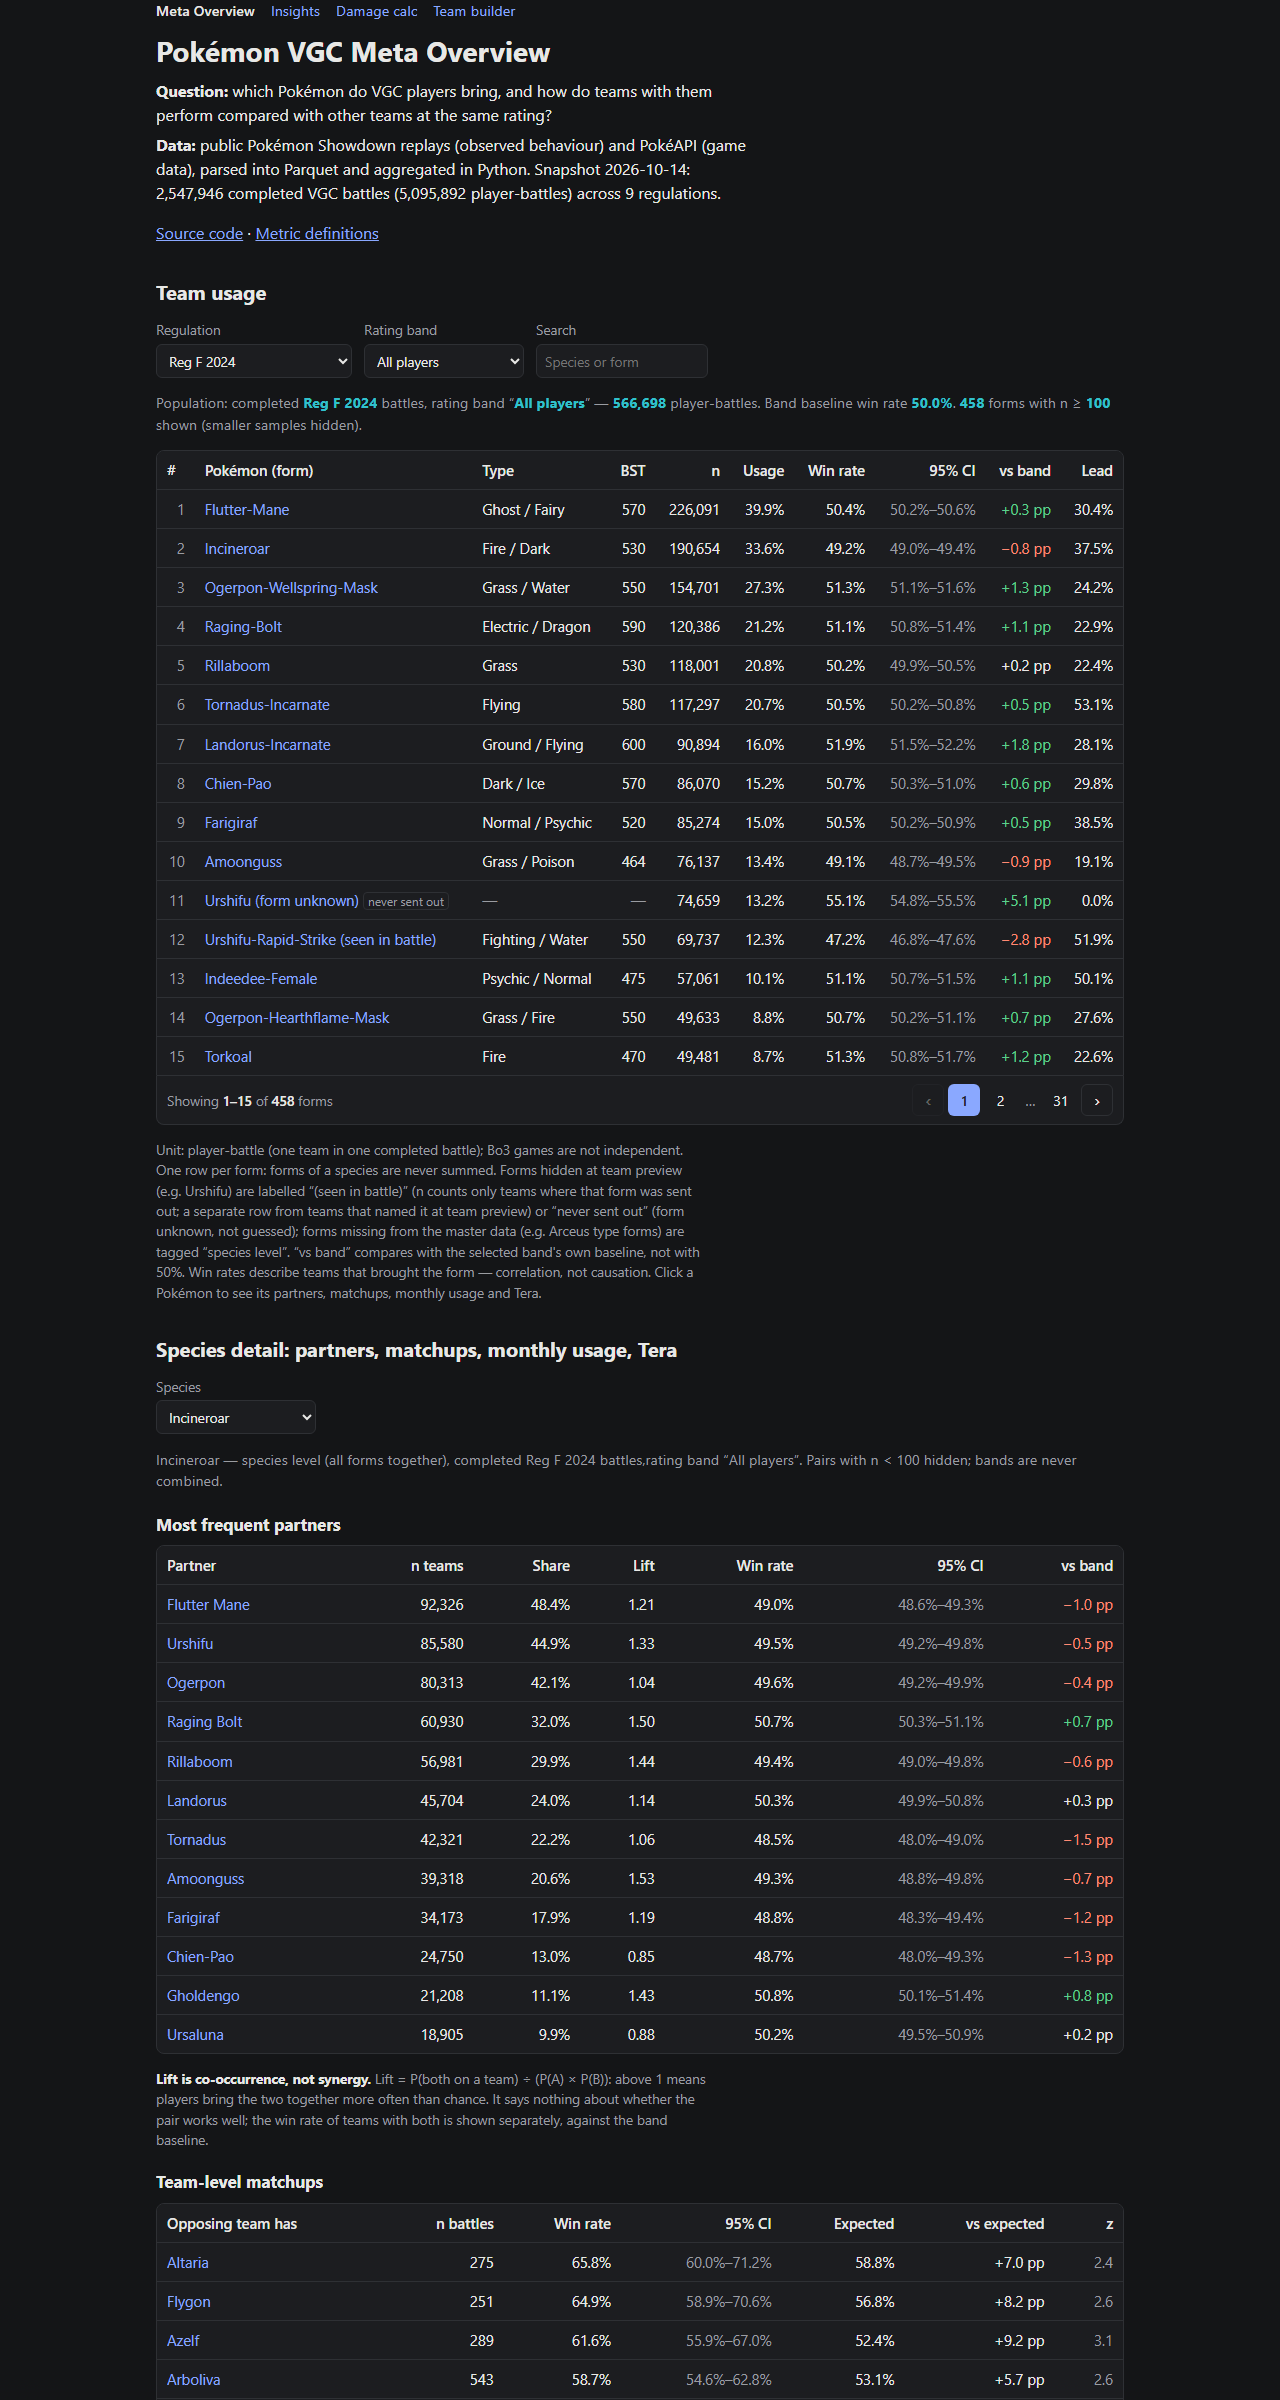 Meta Overview Insights Damage calc Team builder
Pokémon VGC Meta Overview
Question: which Pokémon do VGC players bring, and how do teams with them
perform compared with other teams at the same rating?
Data: public Pokémon Showdown replays (observed behaviour) and PokéAPI (game
data), parsed into Parquet and aggregated in Python. Snapshot 2026-10-14:
2,547,946 completed VGC battles (5,095,892 player-battles) across 9 regulations.
Source code · Metric definitions
Team usage
Regulation Rating band Search
Reg F 2024 All players Species or form
Population: completed Reg F 2024 battles, rating band “All players” — 566,698 player-battles. Band baseline win rate 50.0%. 458 forms with n ≥ 100
shown (smaller samples hidden).
# Pokémon (form) Type BST n Usage Win rate 95% CI vs band Lead
1 Flutter-Mane Ghost / Fairy 570 226,091 39.9% 50.4% 50.2%–50.6% +0.3 pp 30.4%
2 Incineroar Fire / Dark 530 190,654 33.6% 49.2% 49.0%–49.4% −0.8 pp 37.5%
3 Ogerpon-Wellspring-Mask Grass / Water 550 154,701 27.3% 51.3% 51.1%–51.6% +1.3 pp 24.2%
4 Raging-Bolt Electric / Dragon 590 120,386 21.2% 51.1% 50.8%–51.4% +1.1 pp 22.9%
5 Rillaboom Grass 530 118,001 20.8% 50.2% 49.9%–50.5% +0.2 pp 22.4%
6 Tornadus-Incarnate Flying 580 117,297 20.7% 50.5% 50.2%–50.8% +0.5 pp 53.1%
7 Landorus-Incarnate Ground / Flying 600 90,894 16.0% 51.9% 51.5%–52.2% +1.8 pp 28.1%
8 Chien-Pao Dark / Ice 570 86,070 15.2% 50.7% 50.3%–51.0% +0.6 pp 29.8%
9 Farigiraf Normal / Psychic 520 85,274 15.0% 50.5% 50.2%–50.9% +0.5 pp 38.5%
10 Amoonguss Grass / Poison 464 76,137 13.4% 49.1% 48.7%–49.5% −0.9 pp 19.1%
11 Urshifu (form unknown) never sent out — — 74,659 13.2% 55.1% 54.8%–55.5% +5.1 pp 0.0%
12 Urshifu-Rapid-Strike (seen in battle) Fighting / Water 550 69,737 12.3% 47.2% 46.8%–47.6% −2.8 pp 51.9%
13 Indeedee-Female Psychic / Normal 475 57,061 10.1% 51.1% 50.7%–51.5% +1.1 pp 50.1%
14 Ogerpon-Hearthflame-Mask Grass / Fire 550 49,633 8.8% 50.7% 50.2%–51.1% +0.7 pp 27.6%
15 Torkoal Fire 470 49,481 8.7% 51.3% 50.8%–51.7% +1.2 pp 22.6%
Showing 1–15 of 458 forms ‹ 1 2 … 31 ›
Unit: player-battle (one team in one completed battle); Bo3 games are not independent.
One row per form: forms of a species are never summed. Forms hidden at team preview
(e.g. Urshifu) are labelled “(seen in battle)” (n counts only teams where that form was sent
out; a separate row from teams that named it at team preview) or “never sent out” (form
unknown, not guessed); forms missing from the master data (e.g. Arceus type forms) are
tagged “species level”. “vs band” compares with the selected band's own baseline, not with
50%. Win rates describe teams that brought the form — correlation, not causation. Click a
Pokémon to see its partners, matchups, monthly usage and Tera.
Species detail: partners, matchups, monthly usage, Tera
Species
Incineroar
Incineroar — species level (all forms together), completed Reg F 2024 battles,rating band “All players”. Pairs with n < 100 hidden; bands are never
combined.
Most frequent partners
Partner n teams Share Lift Win rate 95% CI vs band
Flutter Mane 92,326 48.4% 1.21 49.0% 48.6%–49.3% −1.0 pp
Urshifu 85,580 44.9% 1.33 49.5% 49.2%–49.8% −0.5 pp
Ogerpon 80,313 42.1% 1.04 49.6% 49.2%–49.9% −0.4 pp
Raging Bolt 60,930 32.0% 1.50 50.7% 50.3%–51.1% +0.7 pp
Rillaboom 56,981 29.9% 1.44 49.4% 49.0%–49.8% −0.6 pp
Landorus 45,704 24.0% 1.14 50.3% 49.9%–50.8% +0.3 pp
Tornadus 42,321 22.2% 1.06 48.5% 48.0%–49.0% −1.5 pp
Amoonguss 39,318 20.6% 1.53 49.3% 48.8%–49.8% −0.7 pp
Farigiraf 34,173 17.9% 1.19 48.8% 48.3%–49.4% −1.2 pp
Chien-Pao 24,750 13.0% 0.85 48.7% 48.0%–49.3% −1.3 pp
Gholdengo 21,208 11.1% 1.43 50.8% 50.1%–51.4% +0.8 pp
Ursaluna 18,905 9.9% 0.88 50.2% 49.5%–50.9% +0.2 pp
Lift is co-occurrence, not synergy. Lift = P(both on a team) ÷ (P(A) × P(B)): above 1 means
players bring the two together more often than chance. It says nothing about whether the
pair works well; the win rate of teams with both is shown separately, against the band
baseline.
Team-level matchups
Opposing team has n battles Win rate 95% CI Expected vs expected z
Altaria 275 65.8% 60.0%–71.2% 58.8% +7.0 pp 2.4
Flygon 251 64.9% 58.9%–70.6% 56.8% +8.2 pp 2.6
Azelf 289 61.6% 55.9%–67.0% 52.4% +9.2 pp 3.1
Arboliva 543 58.7% 54.6%–62.8% 53.1% +5.7 pp 2.6